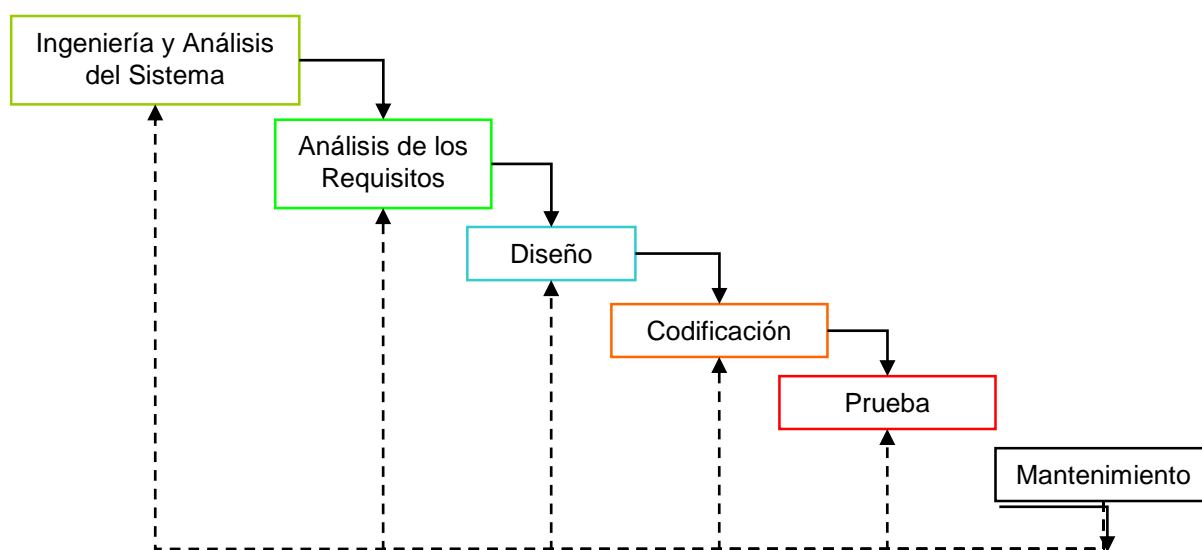 Ingeniería y Análisis
del Sistema
Análisis de los
Requisitos
Diseño
Codificación
Prueba
Mantenimiento